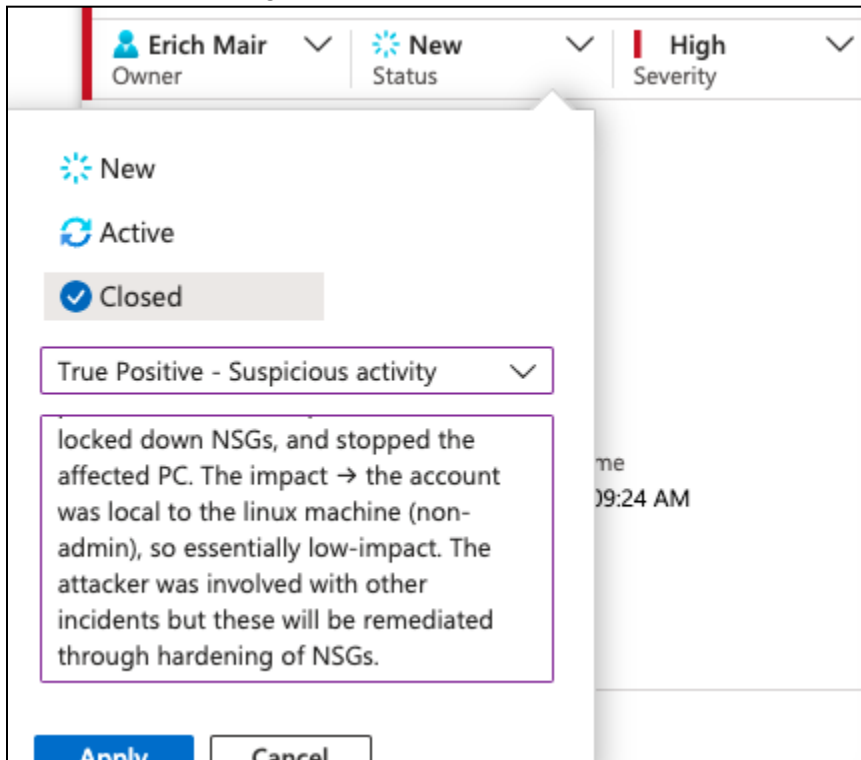 Erich Mair New High
Owner Status Severity
New
Active
Closed
True Positive - Suspicious activity
locked down NSGs, and stopped the
affected PC. The impact → the account
was local to the linux machine (non-
admin), so essentially low-impact. The
attacker was involved with other
incidents but these will be remediated
through hardening of NSGs.
me
09:24 AM
Apply Cancel